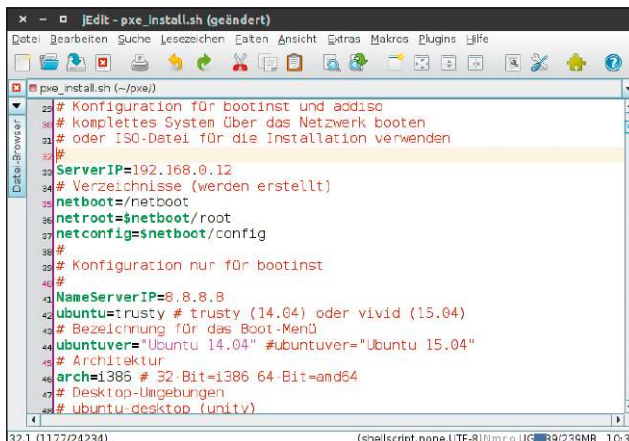 jEdit - pxe_install.sh (geändert)
Datei Bearbeiten Suche Lesezeichen Falten Ansicht Extras Makros Plugins Hilfe
pxe_install.sh (~/pxe/)
Datei-Browser
29 # Konfiguration für bootinst und addiso
30 # komplettes System über das Netzwerk booten
31 # oder ISO-Datei für die Installation verwenden
32 #
33 ServerIP=192.168.0.12
34 # Verzeichnisse (werden erstellt)
35 netboot=/netboot
36 netroot=$netboot/root
37 netconfig=$netboot/config
38 #
39 # Konfiguration nur für bootinst
40 #
41 NameServerIP=8.8.8.8
42 ubuntu=trusty # trusty (14.04) oder vivid (15.04)
43 # Bezeichnung für das Boot-Menü
44 ubuntuver="Ubuntu 14.04" #ubuntuver="Ubuntu 15.04"
45 # Architektur
46 arch=i386 # 32-Bit=i386 64-Bit=amd64
47 # Desktop-Umgebungen
48 # ubuntu-desktop (unity)
32,1 (1177/24234) (shellscript,none,UTF-8) 89/239MB